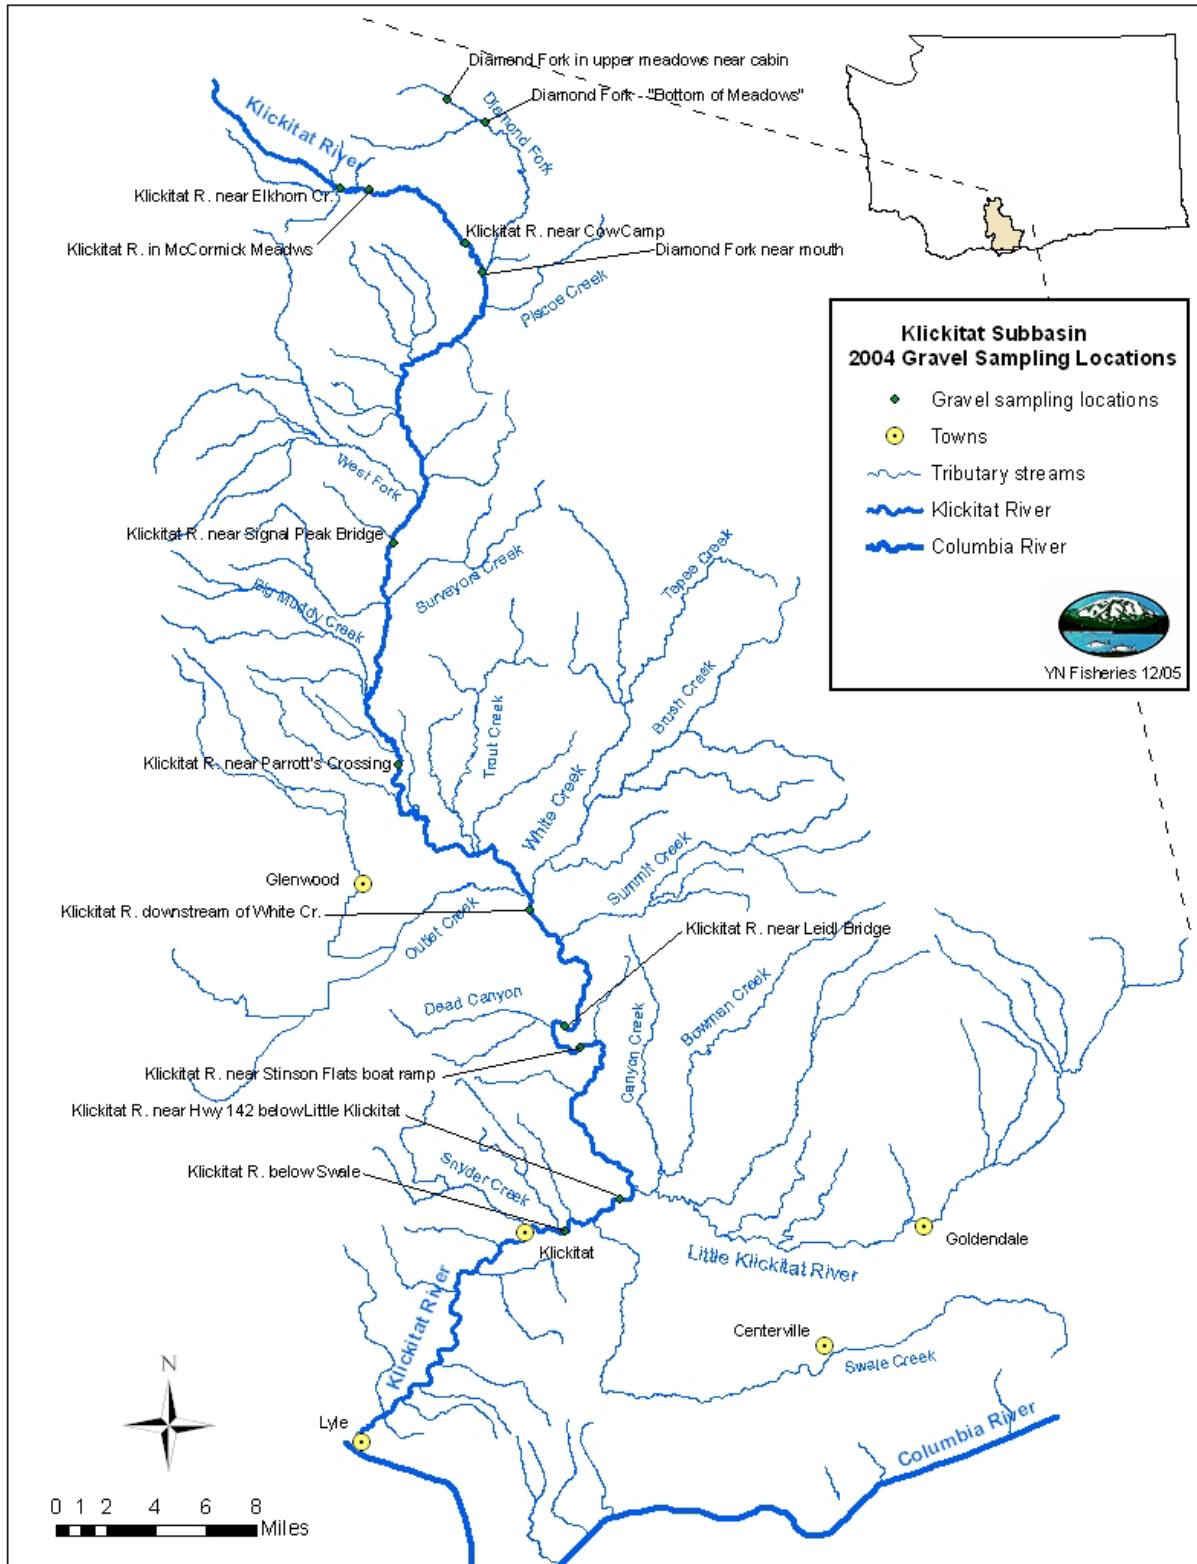 Diamond Fork in upper meadows near cabin
Diamond Fork - "Bottom of Meadows"
Diamond Fork
Klickitat River
Klickitat R. near Elkhorn Cr.
Klickitat R. in McCormick Meadws
Klickitat R. near Cow Camp
Diamond Fork near mouth
Piscoe Creek
Klickitat Subbasin
2004 Gravel Sampling Locations
Gravel sampling locations
Towns
Tributary streams
Klickitat River
Columbia River
YN Fisheries 12/05
West Fork
Klickitat R. near Signal Peak Bridge
Surveyors Creek
Big Muddy Creek
Tepee Creek
Brush Creek
Trout Creek
Klickitat R. near Parrott's Crossing
White Creek
Summit Creek
Glenwood
Klickitat R. downstream of White Cr.
Outlet Creek
Klickitat R. near Leidl Bridge
Dead Canyon
Canyon Creek
Bowman Creek
Klickitat R. near Stinson Flats boat ramp
Klickitat R. near Hwy 142 below Little Klickitat
Klickitat R. below Swale
Snyder Creek
Klickitat
Goldendale
Little Klickitat River
Klickitat River
Centerville
Swale Creek
Lyle
Columbia River
N
0 1 2 4 6 8
Miles